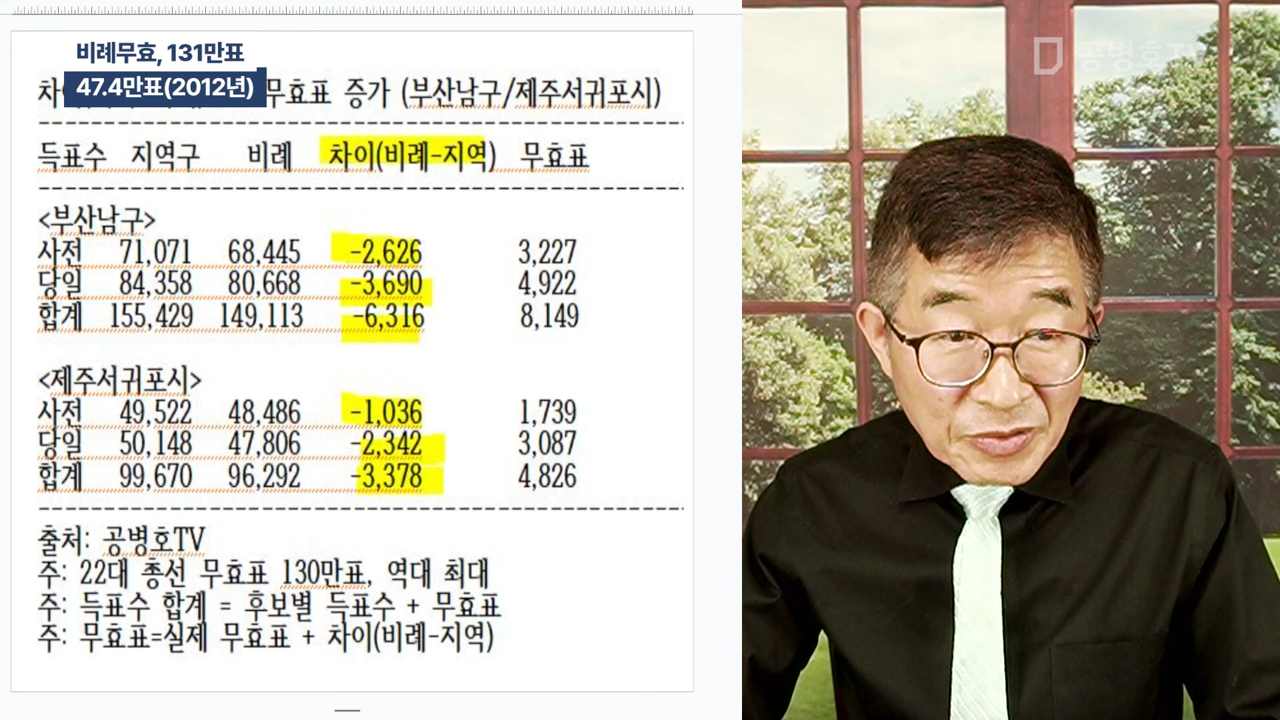 비례무효, 131만표
47.4만표(2012년)
차 무효표 증가 (부산남구/제주서귀포시)
득표수 지역구 비례 차이(비례-지역) 무효표
<부산남구>
사전 71,071 68,445 -2,626 3,227
당일 84,358 80,668 -3,690 4,922
합계 155,429 149,113 -6,316 8,149
<제주서귀포시>
사전 49,522 48,486 -1,036 1,739
당일 50,148 47,806 -2,342 3,087
합계 99,670 96,292 -3,378 4,826
출처: 공병호TV
주: 22대 총선 무효표 130만표, 역대 최대
주: 득표수 합계 = 후보별 득표수 + 무효표
주: 무효표=실제 무효표 + 차이(비례-지역)
공병호TV